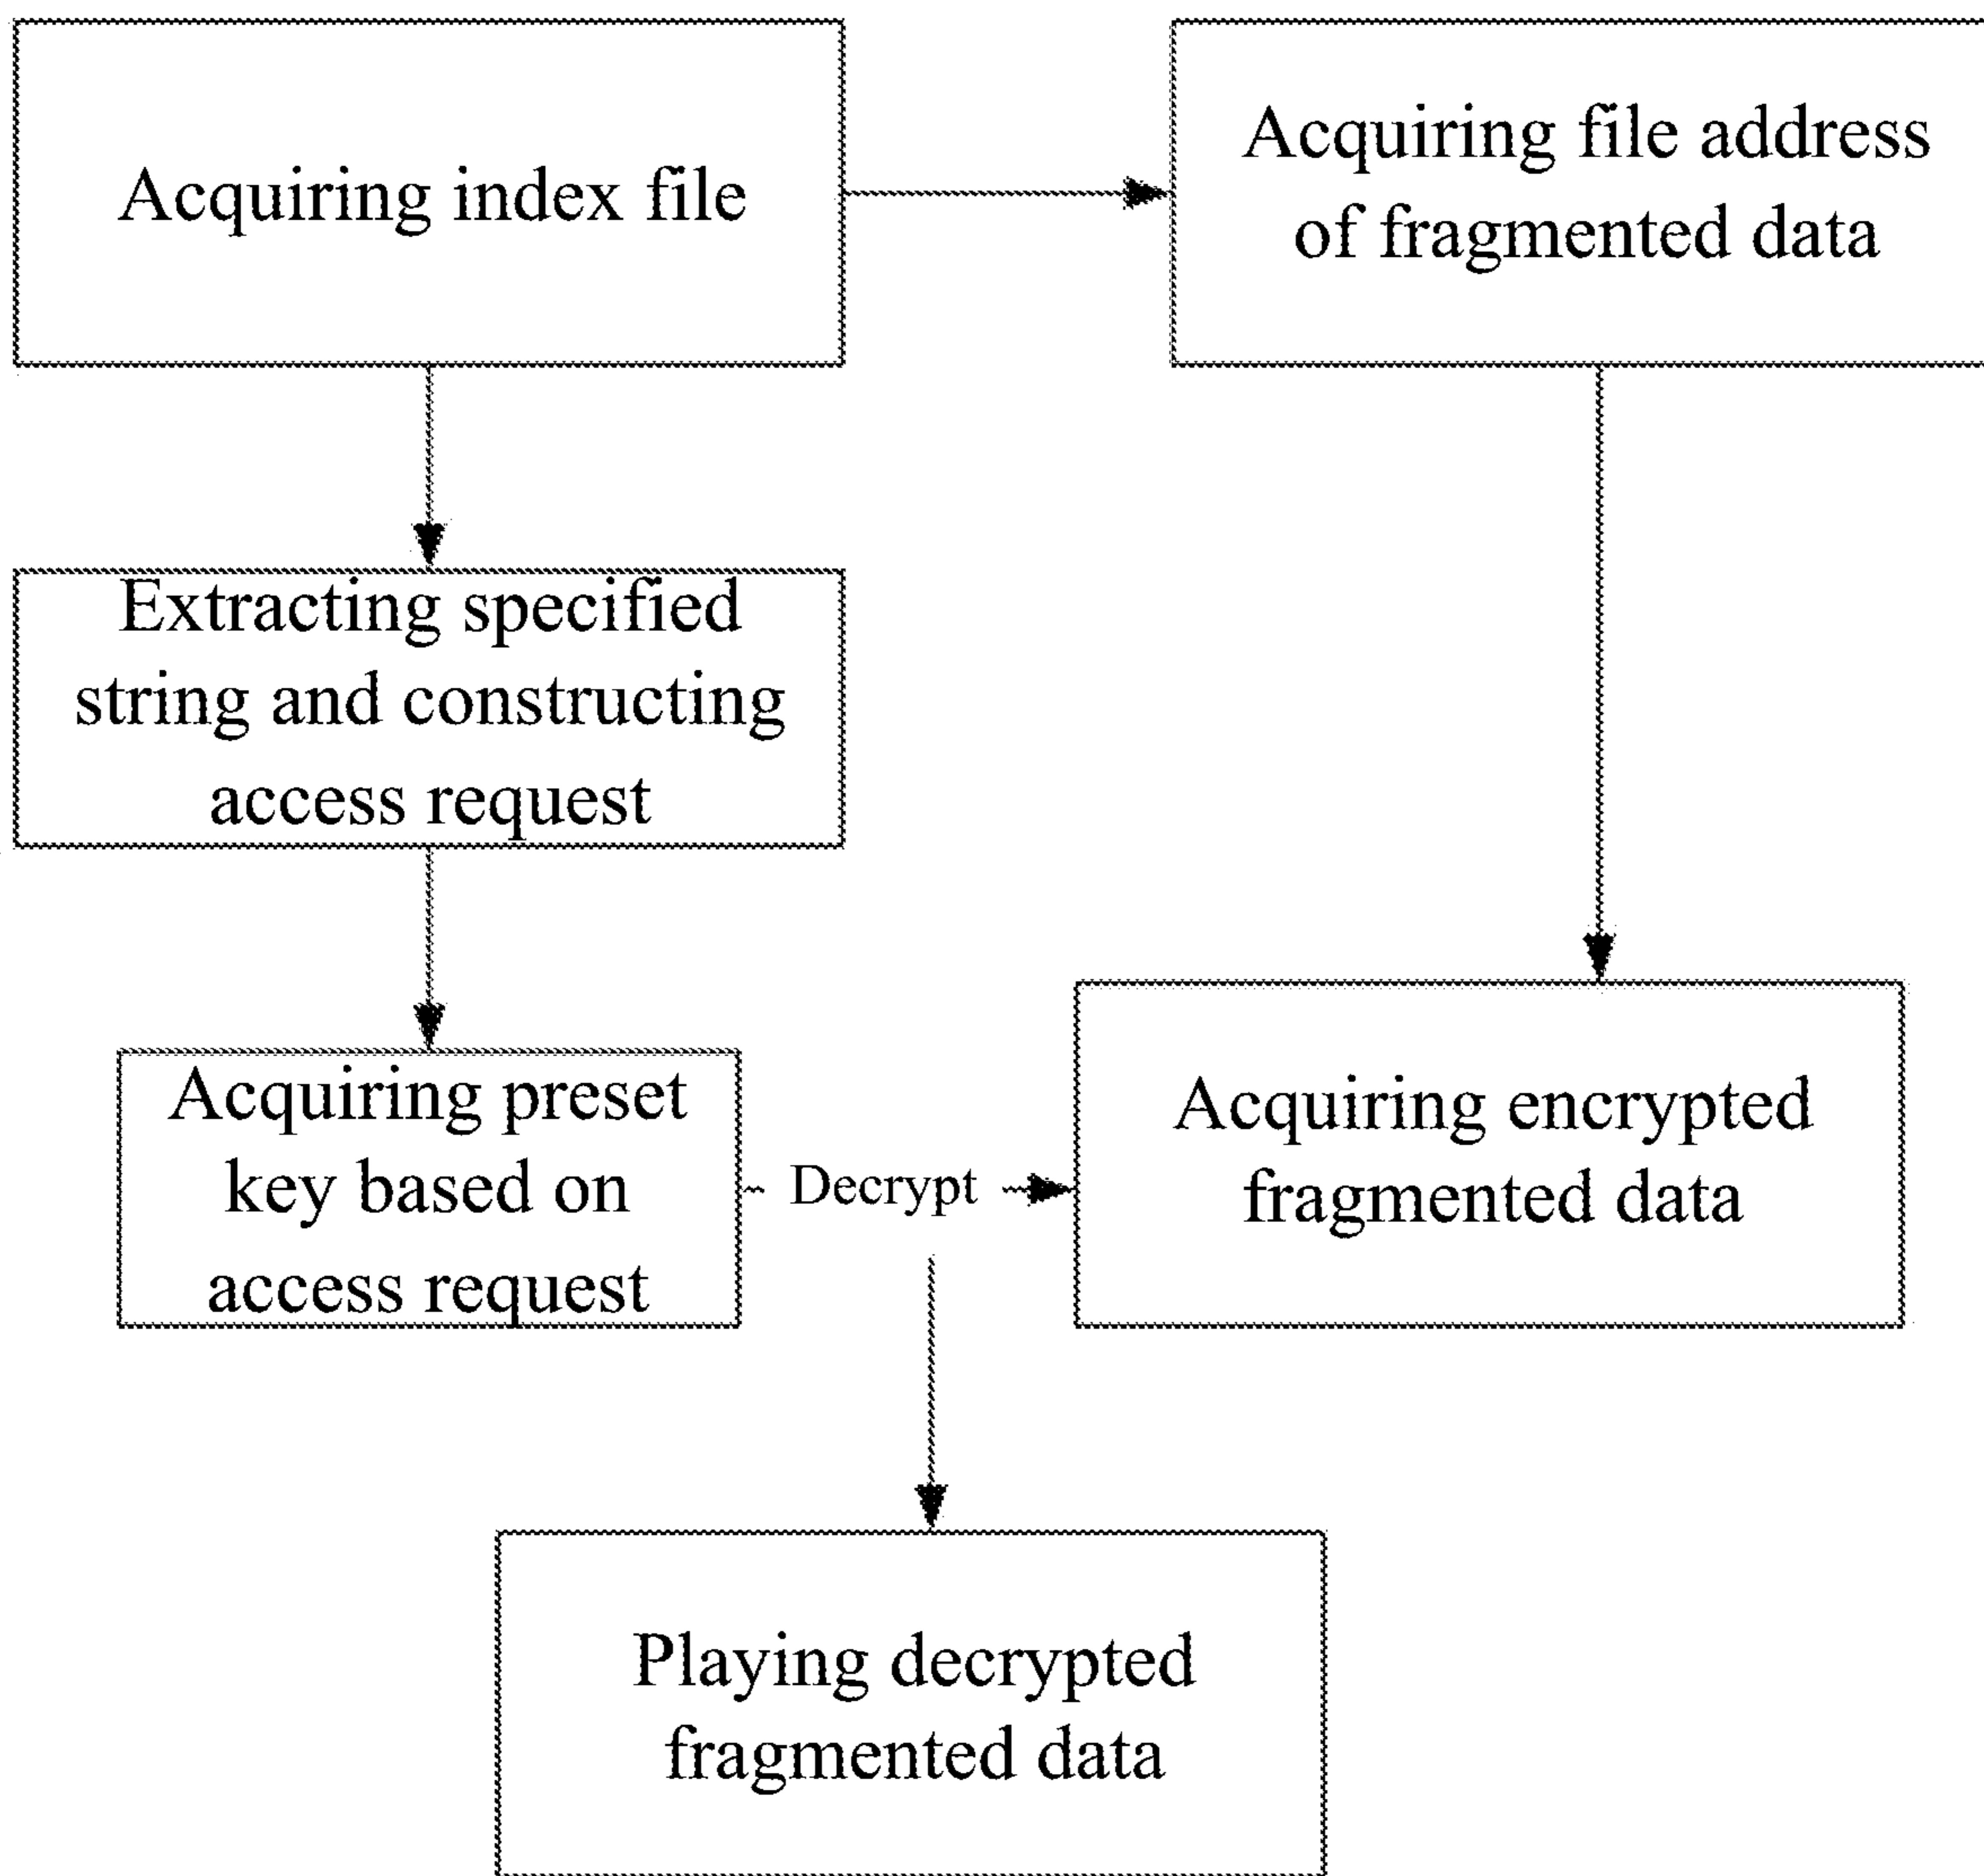 Acquiring index file
Acquiring file address
of fragmented data
Extracting specified
string and constructing
access request
Acquiring preset
key based on
access request
Decrypt
Acquiring encrypted
fragmented data
Playing decrypted
fragmented data